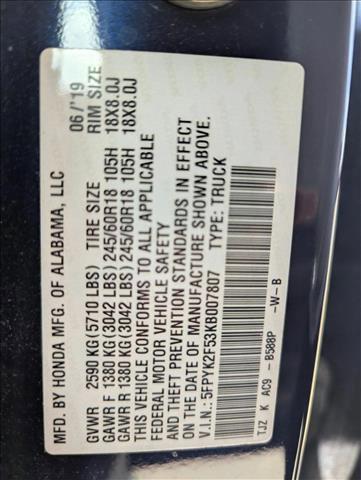 MFD. BY HONDA MFG. OF ALABAMA, LLC 06/'19
GVWR 2590 KG(5710 LBS) TIRE SIZE RIM SIZE
GAWR F 1380 KG(3042 LBS) 245/60R18 105H 18X8.0J
GAWR R 1380 KG(3042 LBS) 245/60R18 105H 18X8.0J
THIS VEHICLE CONFORMS TO ALL APPLICABLE
FEDERAL MOTOR VEHICLE SAFETY AND
THEFT PREVENTION STANDARDS IN EFFECT
ON THE DATE OF MANUFACTURE SHOWN ABOVE.
V.I.N.: 5FPYK2F53KB007807 TYPE: TRUCK
TJZ K AC9 - B588P -W-B